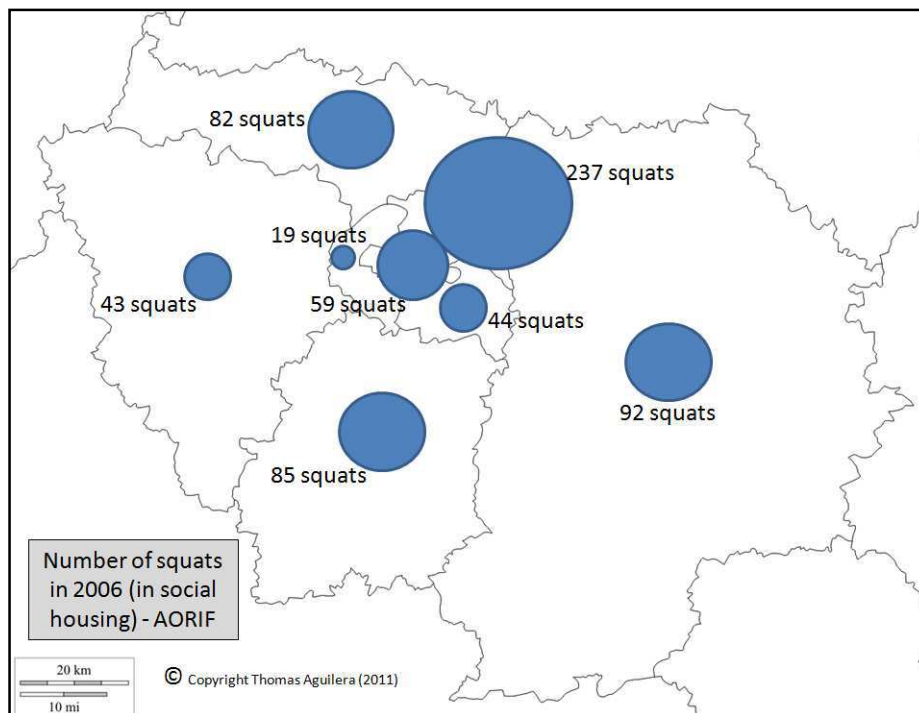 82 squats
237 squats
19 squats
43 squats
59 squats
44 squats
92 squats
85 squats
Number of squats
in 2006 (in social
housing) - AORIF
20 km
10 mi
© Copyright Thomas Aguilera (2011)